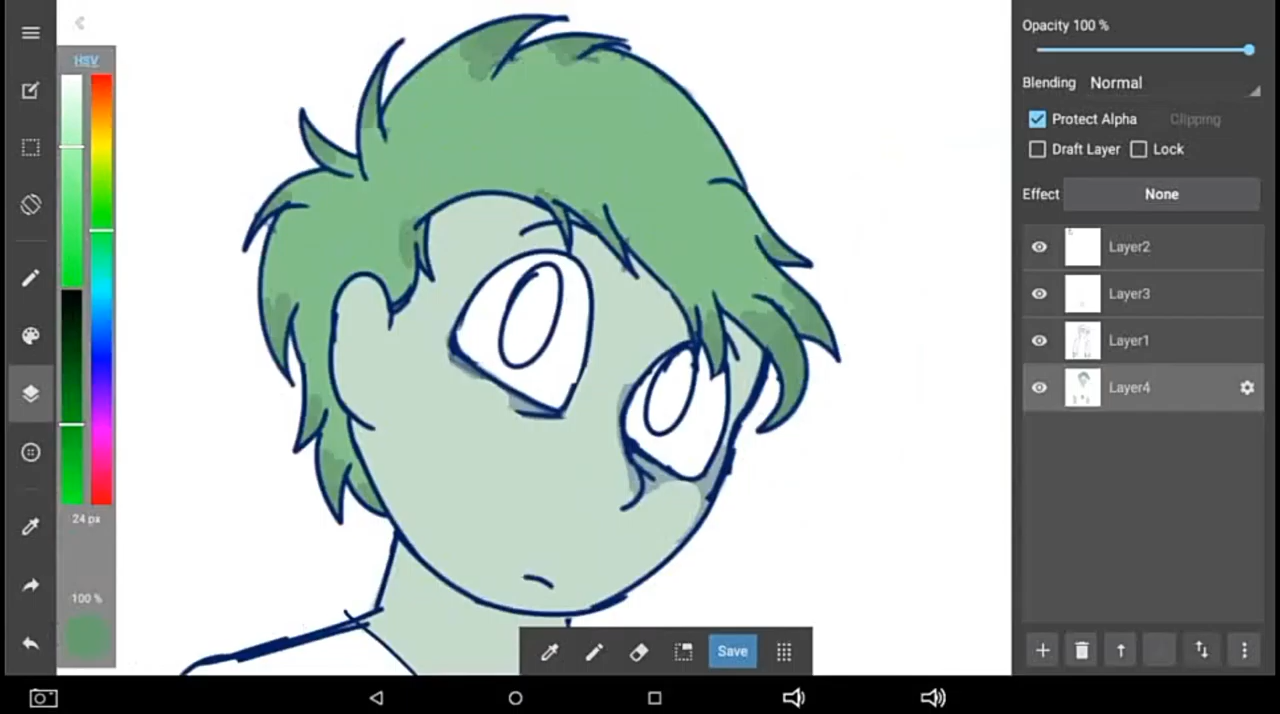 Opacity 100 %
HSV
Blending Normal
Protect Alpha Clipping
Draft Layer Lock
Effect None
Layer2
Layer3
Layer1
Layer4
24 px
100 %
Save